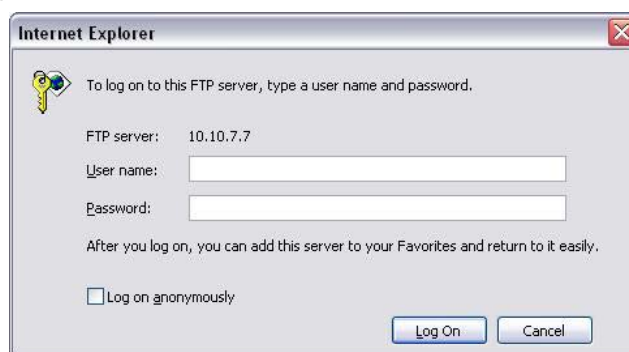 Internet Explorer
To log on to this FTP server, type a user name and password.
FTP server: 10.10.7.7
User name:
Password:
After you log on, you can add this server to your Favorites and return to it easily.
Log on anonymously
Log On Cancel